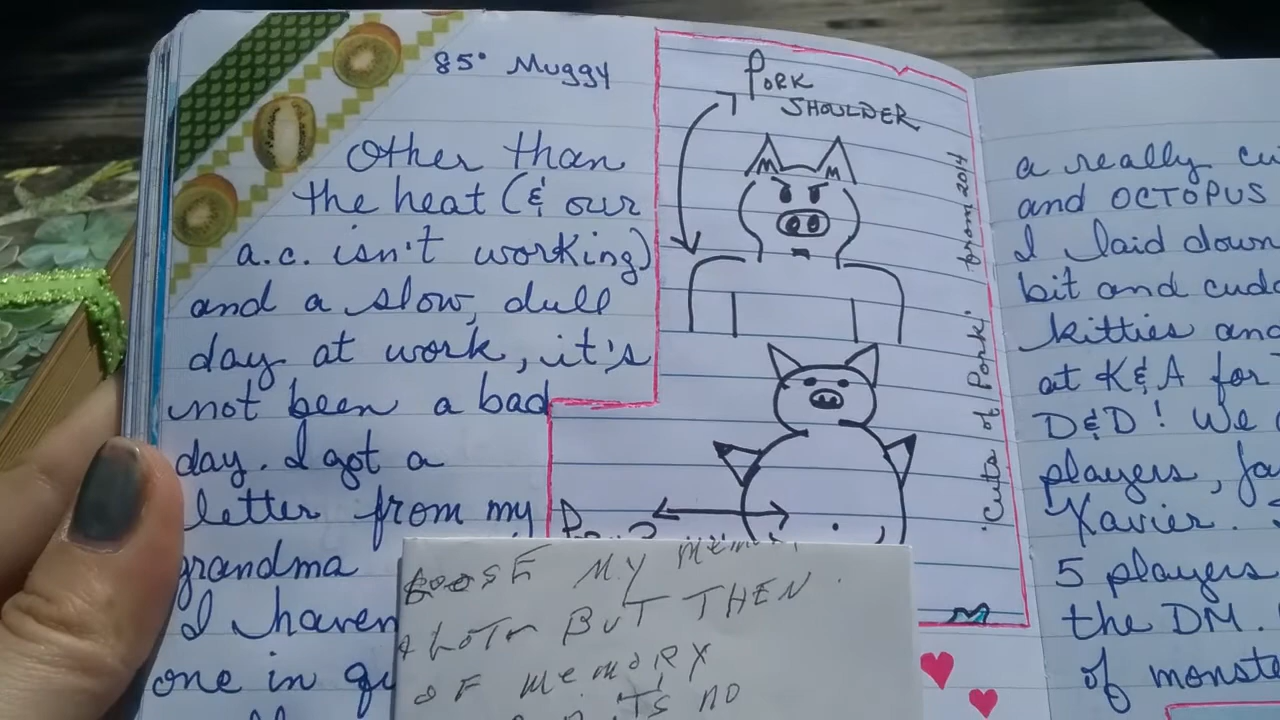 85° Muggy
Other than
the heat (& our
a.c. isn't working)
and a slow, dull
day at work, it's
not been a bad
day. I got a
letter from my
grandma
I haven
one in
PORK
SHOULDER
'Cuts of Pork' from 2014
MY
BUT THEN
OF MEMORY
ITS NO
a really
and OCTOPUS
I laid down
bit and
kitties and
at K&A for
D&D! We
players,
Xavier.
5 players
the DM.
of